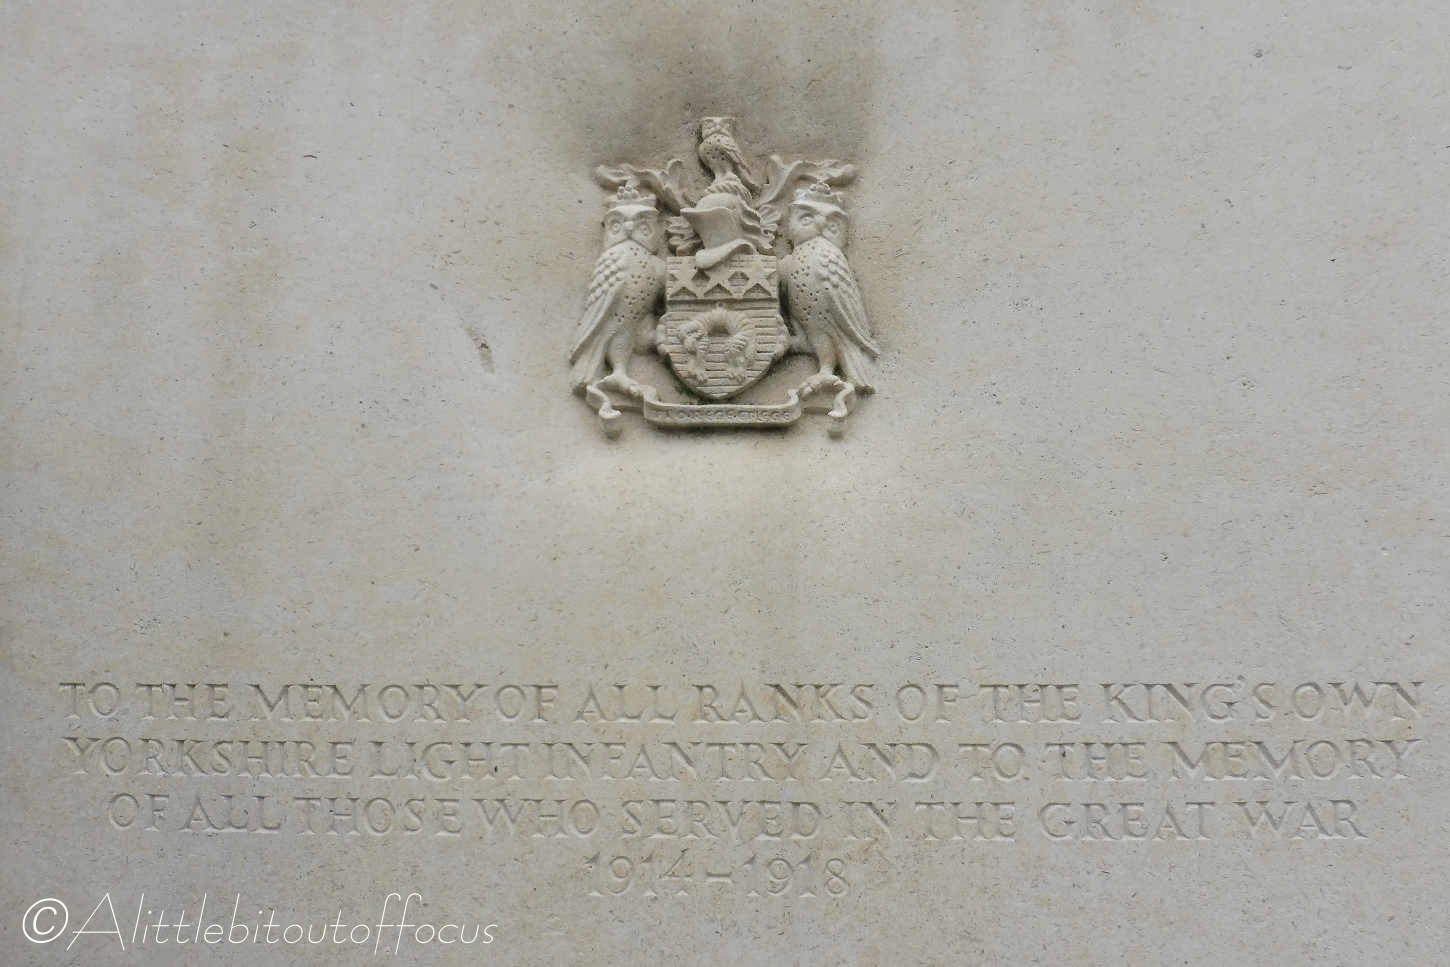 TO THE MEMORY OF ALL RANKS OF THE KING'S OWN
YORKSHIRE LIGHT INFANTRY AND TO THE MEMORY
OF ALL THOSE WHO SERVED IN THE GREAT WAR
1914–1918
©Alittlebitoutoffocus